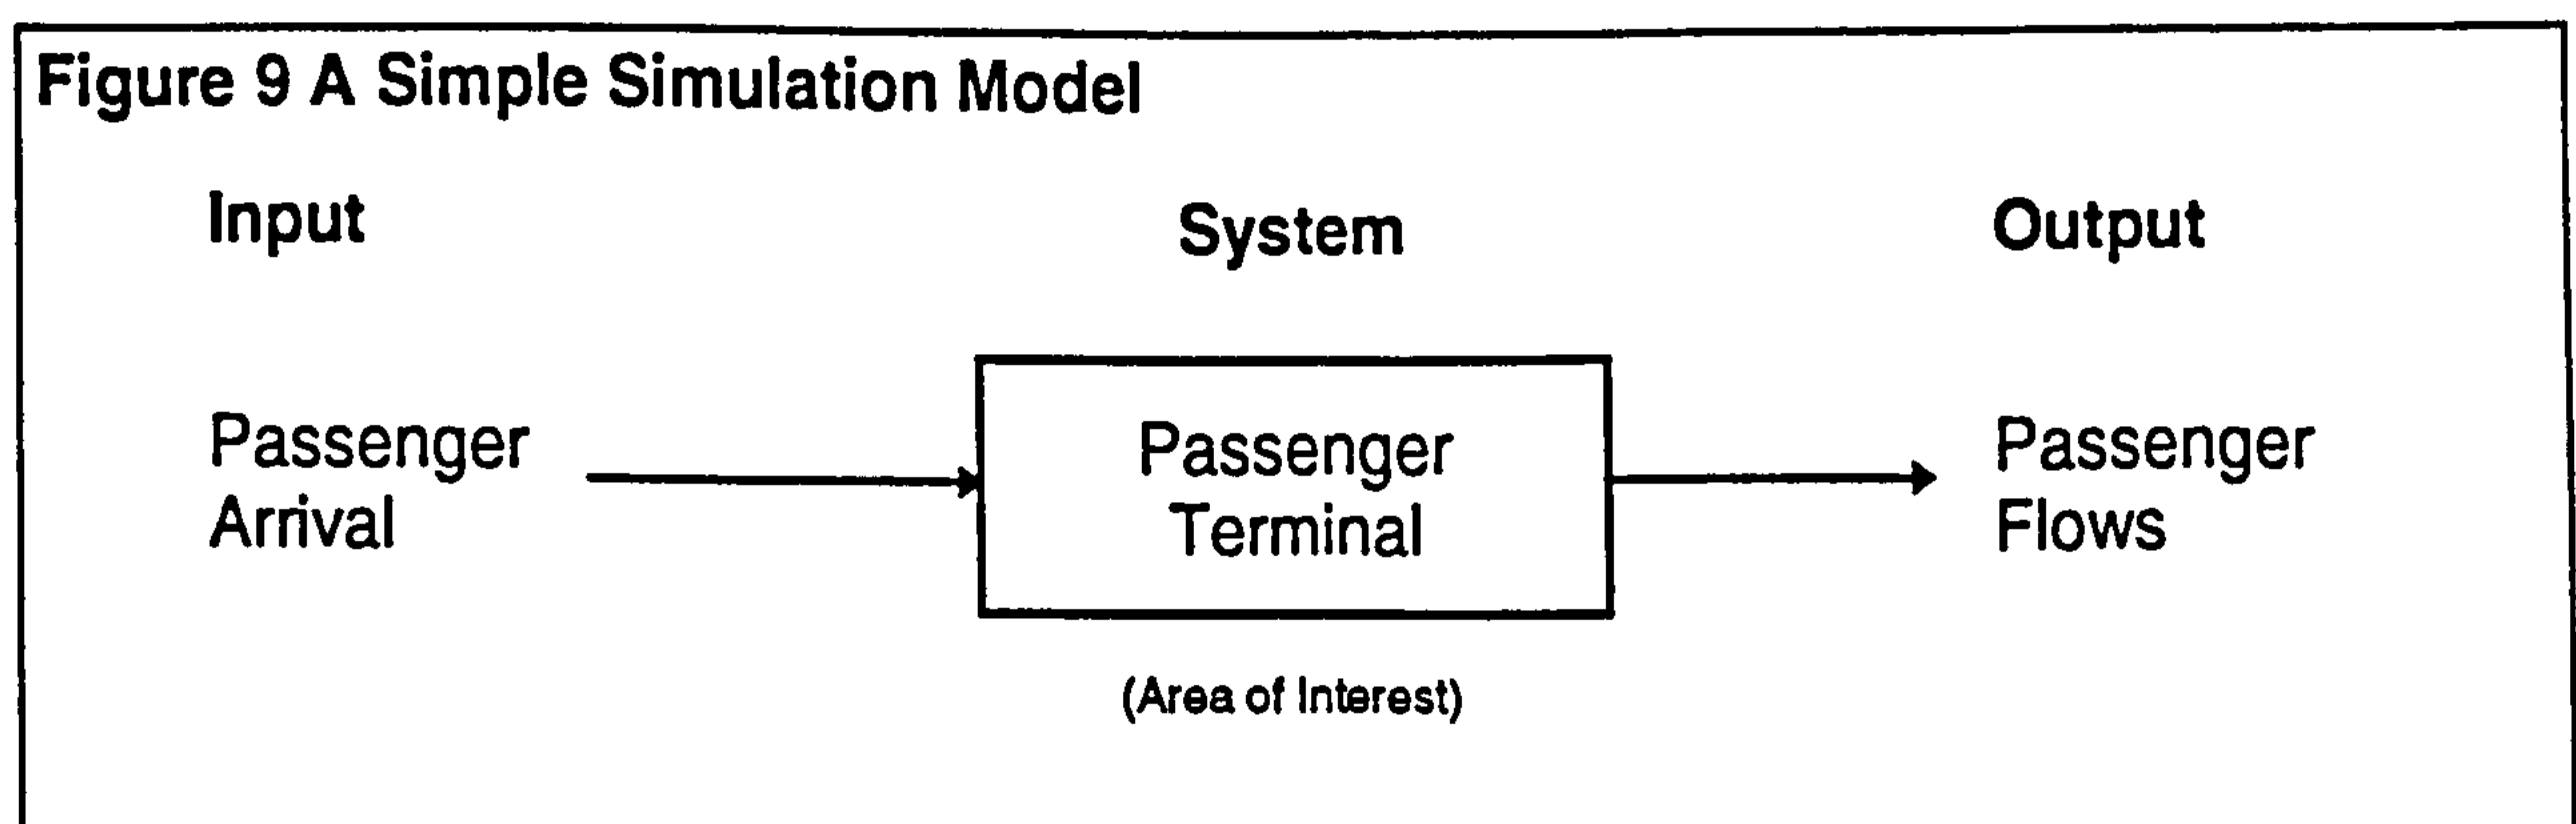 Figure 9 A Simple Simulation Model
Input
System
Output
Passenger
Arrival
Passenger
Terminal
Passenger
Flows
(Area of Interest)